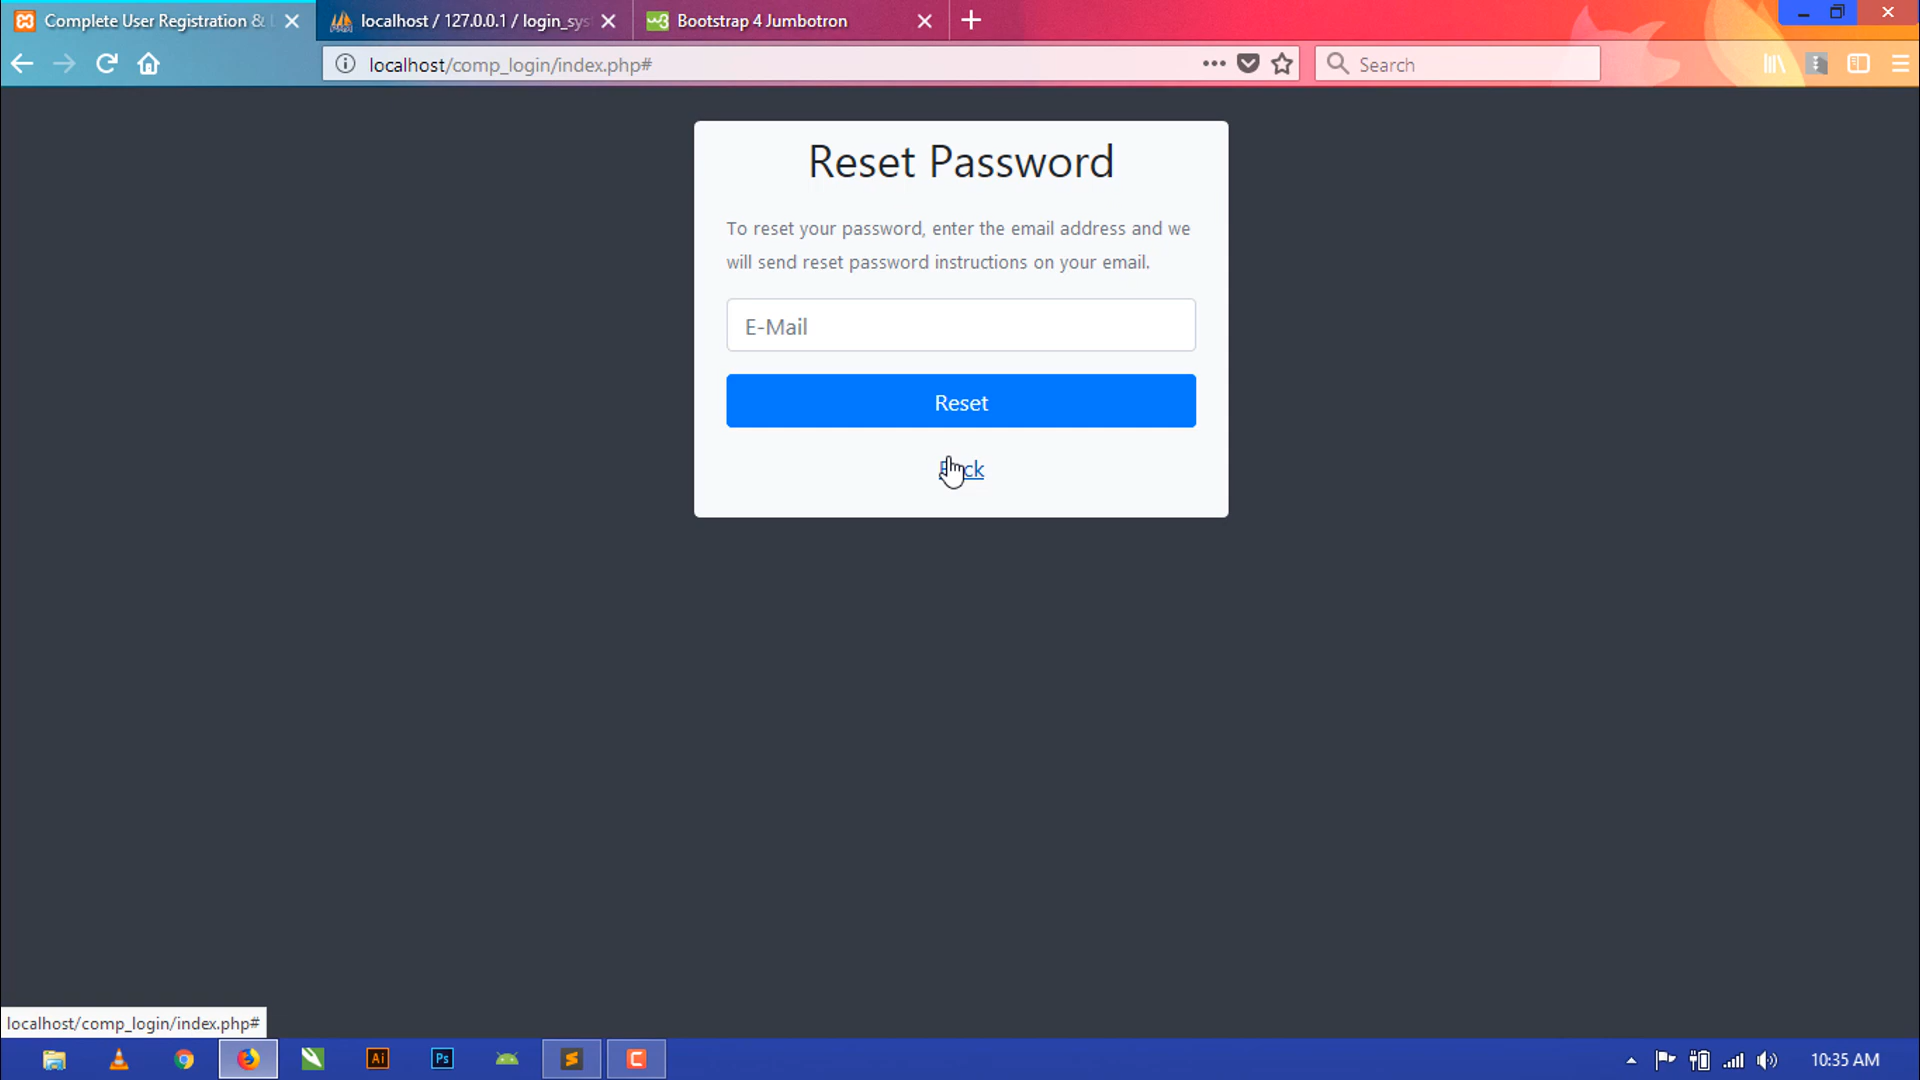 Complete User Registration &
localhost / 127.0.0.1 / login_sys
Bootstrap 4 Jumbotron
localhost/comp_login/index.php#
Search
Reset Password
To reset your password, enter the email address and we
will send reset password instructions on your email.
E-Mail
Reset
localhost/comp_login/index.php#
Ai
Ps
10:35 AM